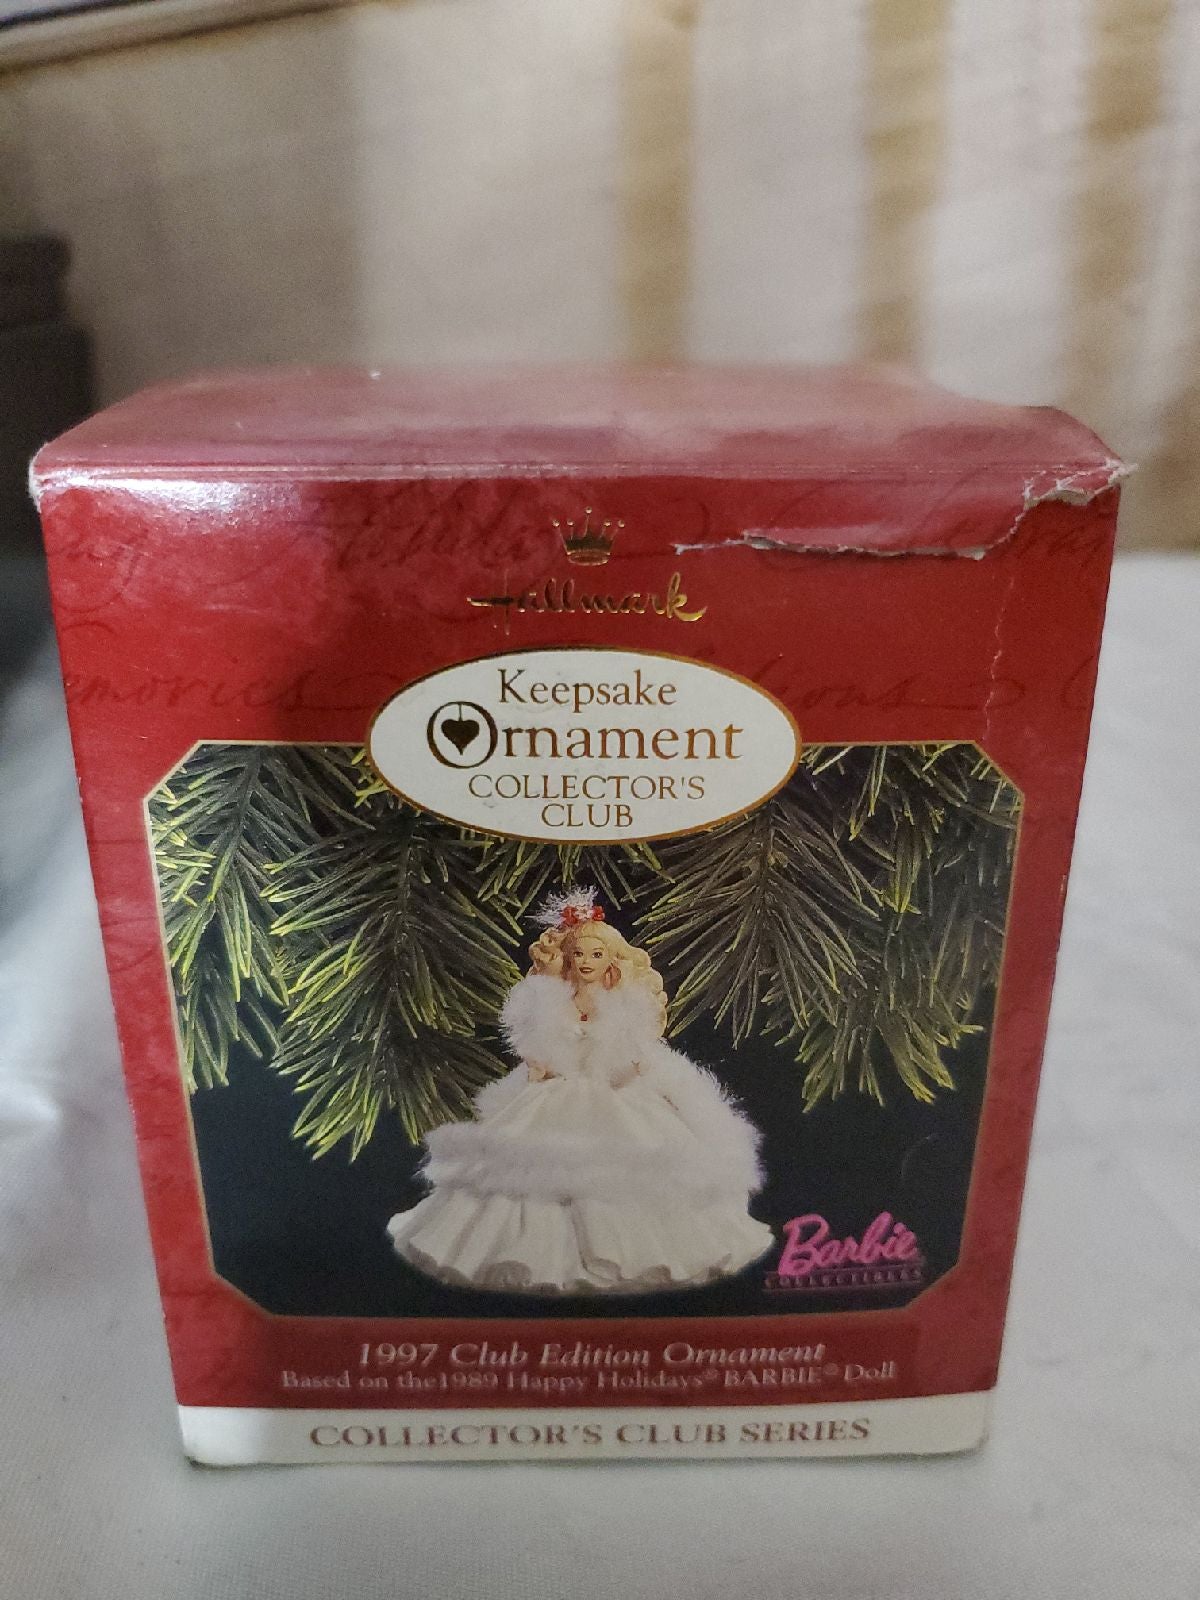 Hallmark
Keepsake
Ornament
COLLECTOR'S
CLUB
Barbie
COLLECTIBLES
1997 Club Edition Ornament
Based on the1989 Happy Holidays® BARBIE® Doll
COLLECTOR'S CLUB SERIES